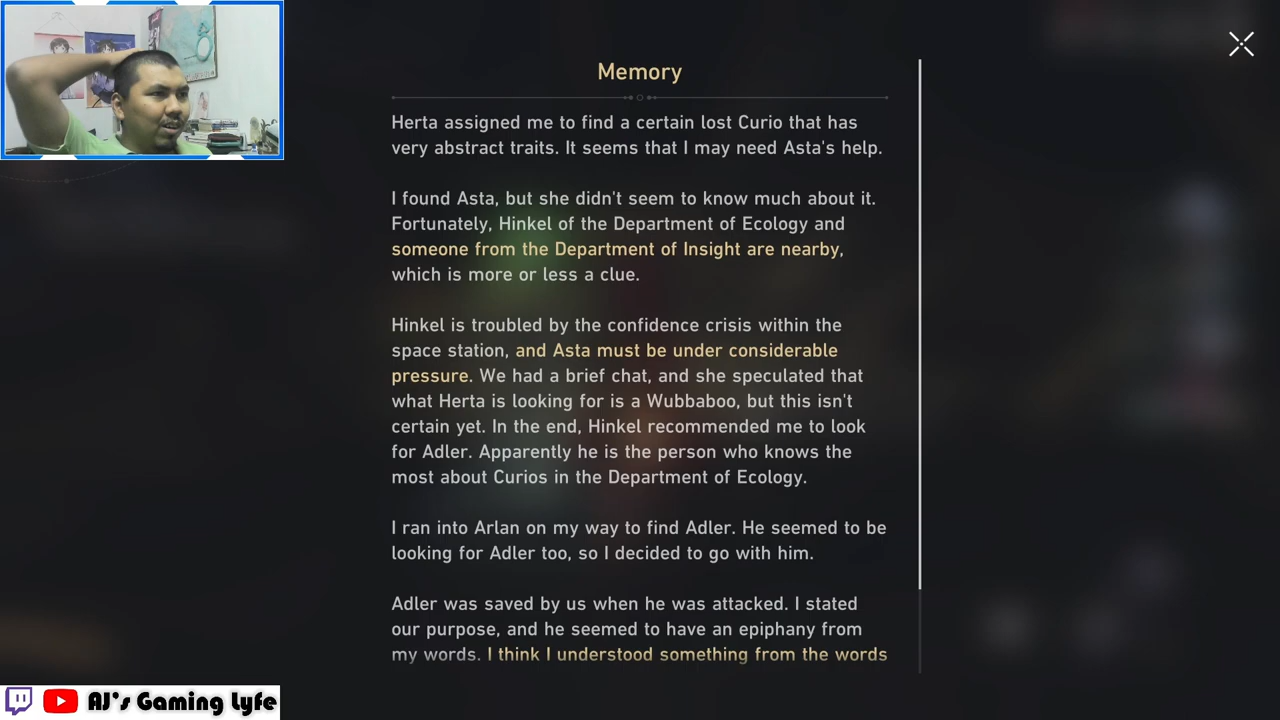 Memory
Herta assigned me to find a certain lost Curio that has
very abstract traits. It seems that I may need Asta's help.
I found Asta, but she didn't seem to know much about it.
Fortunately, Hinkel of the Department of Ecology and
someone from the Department of Insight are nearby,
which is more or less a clue.
Hinkel is troubled by the confidence crisis within the
space station, and Asta must be under considerable
pressure. We had a brief chat, and she speculated that
what Herta is looking for is a Wubbaboo, but this isn't
certain yet. In the end, Hinkel recommended me to look
for Adler. Apparently he is the person who knows the
most about Curios in the Department of Ecology.
I ran into Arlan on my way to find Adler. He seemed to be
looking for Adler too, so I decided to go with him.
Adler was saved by us when he was attacked. I stated
our purpose, and he seemed to have an epiphany from
my words. I think I understood something from the words
AJ's Gaming Lyfe